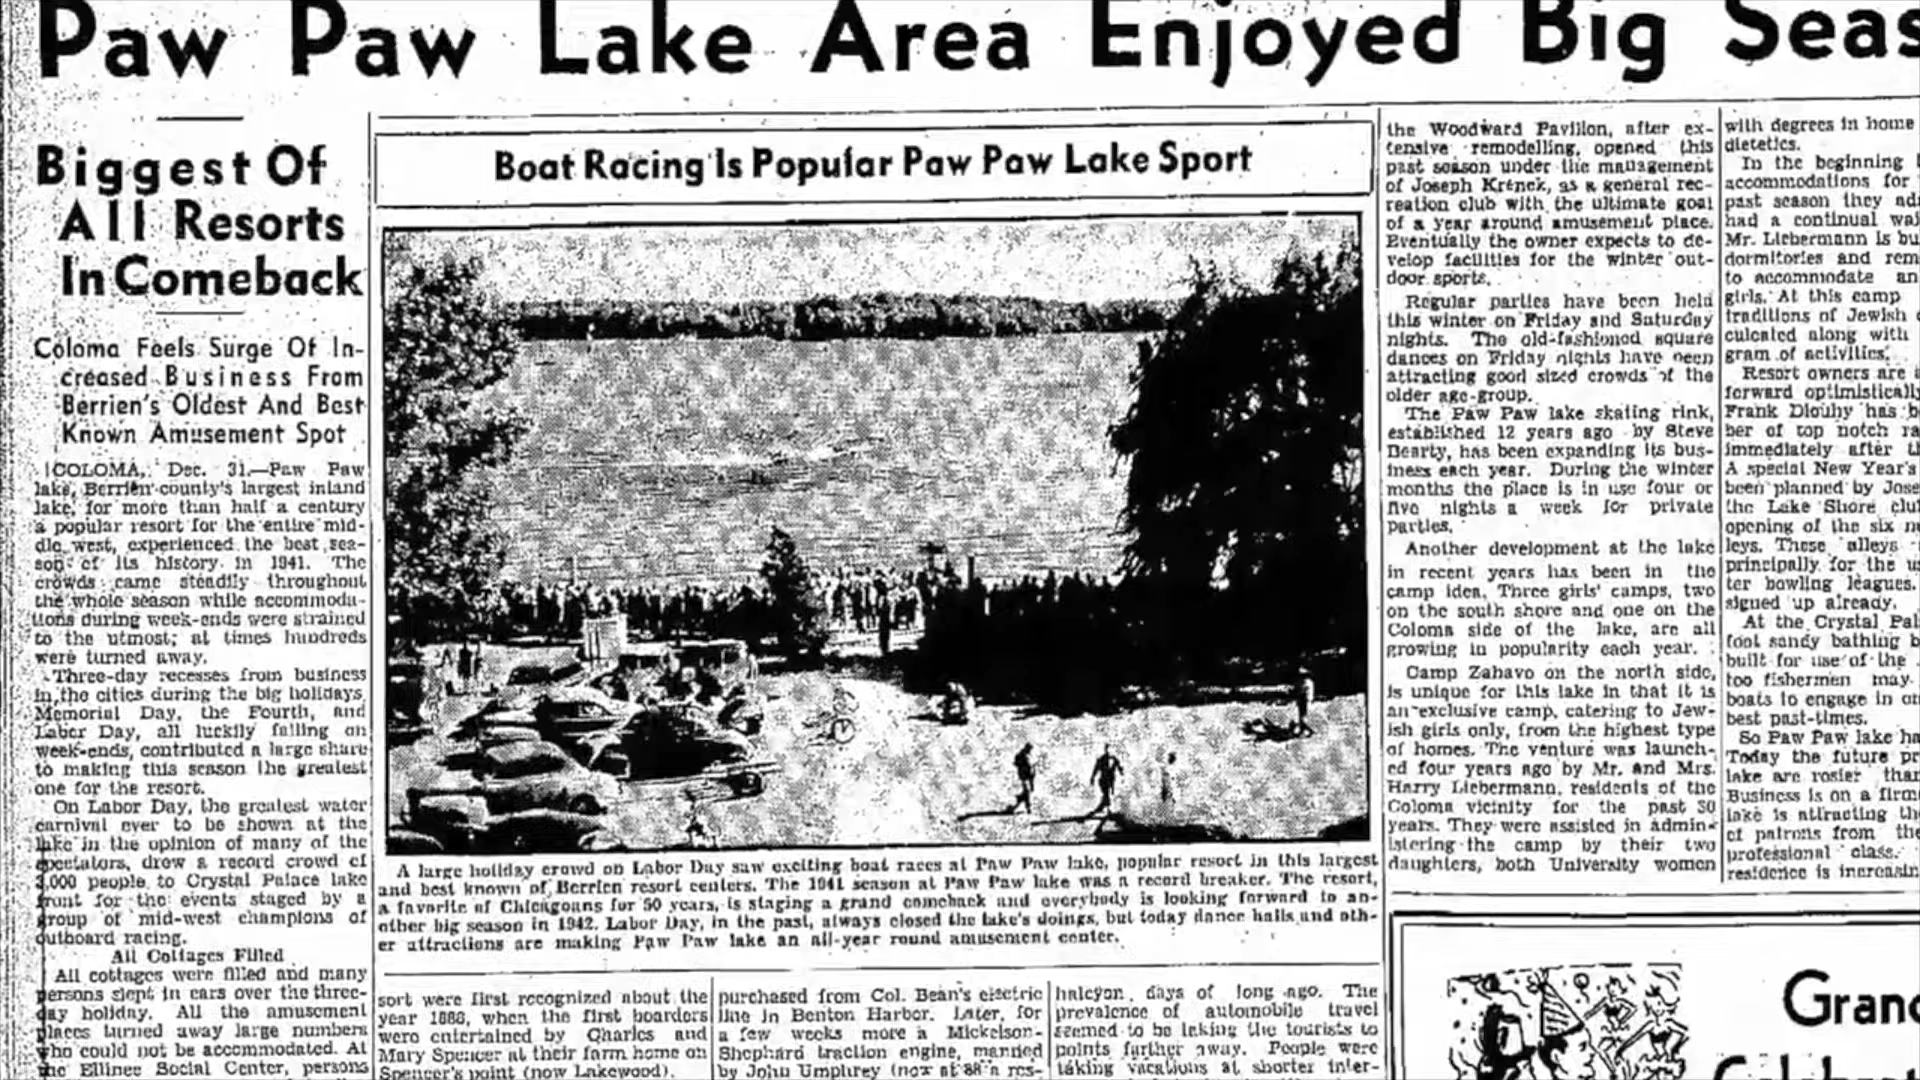 Paw Paw Lake Area Enjoyed Big Seas
Biggest Of
All Resorts
In Comeback
Coloma Feels Surge Of In-
creased Business From
Berrien's Oldest And Best
Known Amusement Spot
COLOMA, Dec. 31.—Paw Paw
lake, Berrien county's largest inland
lake, for more than half a century
a popular resort for the entire mid-
dle west, experienced the best sea-
son of its history in 1941. The
crowds came steadily throughout
the whole season while accommoda-
tions during week-ends were strained
to the utmost; at times hundreds
were turned away.
Three-day recesses from business
in the cities during the big holidays
Memorial Day, the Fourth, and
Labor Day, all luckily falling on
week-ends, contributed a large share
to making this season the greatest
one for the resort.
On Labor Day, the greatest water
carnival ever to be shown at the
lake in the opinion of many of the
spectators, drew a record crowd of
3,000 people to Crystal Palace lake
front for the events staged by a
group of mid-west champions of
outboard racing.
All Cottages Filled
All cottages were filled and many
persons slept in cars over the three-
day holiday. All the amusement
places turned away large numbers
who could not be accommodated. At
the Ellinee Social Center, persons
Boat Racing Is Popular Paw Paw Lake Sport
A large holiday crowd on Labor Day saw exciting boat races at Paw Paw lake, popular resort in this largest
and best known of Berrien resort centers. The 1941 season at Paw Paw lake was a record breaker. The resort,
a favorite of Chicagoans for 50 years, is staging a grand comeback and everybody is looking forward to an-
other big season in 1942. Labor Day, in the past, always closed the lake's doings, but today dance halls and oth-
er attractions are making Paw Paw lake an all-year round amusement center.
sort were first recognized about the
year 1886, when the first boarders
were entertained by Charles and
Mary Spencer at their farm home on
Spencer's point (now Lakewood).
purchased from Col. Bean's electric
line in Benton Harbor. Later, for
a few weeks more a Mickelson-
Shephard traction engine, manned
by John Umphrey (now at 88 a res-
halcyon days of long ago. The
prevalence of automobile travel
seemed to be taking the tourists to
points further away. People were
taking vacations at shorter inter-
the Woodward Pavilion, after ex-
tensive remodelling, opened this
past season under the management
of Joseph Krenek, as a general rec-
reation club with the ultimate goal
of a year around amusement place.
Eventually the owner expects to de-
velop facilities for the winter out-
door sports.
Regular parties have been held
this winter on Friday and Saturday
nights. The old-fashioned square
dances on Friday nights have been
attracting good sized crowds of the
older age-group.
The Paw Paw lake skating rink,
established 12 years ago by Steve
Dearty, has been expanding its bus-
iness each year. During the winter
months the place is in use four or
five nights a week for private
parties.
Another development at the lake
in recent years has been in the
camp idea. Three girls' camps, two
on the south shore and one on the
Coloma side of the lake, are all
growing in popularity each year.
Camp Zahavo on the north side,
is unique for this lake in that it is
an exclusive camp, catering to Jew-
ish girls only, from the highest type
of homes. The venture was launch-
ed four years ago by Mr. and Mrs.
Harry Liebermann, residents of the
Coloma vicinity for the past 30
years. They were assisted in admin-
istering the camp by their two
daughters, both University women
with degrees in home
dietetics.
In the beginning
accommodations for
past season they ad
had a continual wai
Mr. Liebermann is bu
dormitories and rem
to accommodate an
girls. At this camp
traditions of Jewish
culcated along with
gram of activities.
Resort owners are
forward optimistically
Frank Dlouhy has b
ber of top notch ra
immediately after th
A special New Year's
been planned by Jose
the Lake Shore clu
opening of the six n
leys. These alleys
principally for the u
ter bowling leagues.
signed up already.
At the Crystal Pal
foot sandy bathing b
built for use of the
too fishermen may
boats to engage in on
best past-times.
So Paw Paw lake ha
Today the future pr
lake are rosier than
Business is on a firm
lake is attracting the
of patrons from the
professional class.
residence is increasin
Grand
Celebrat